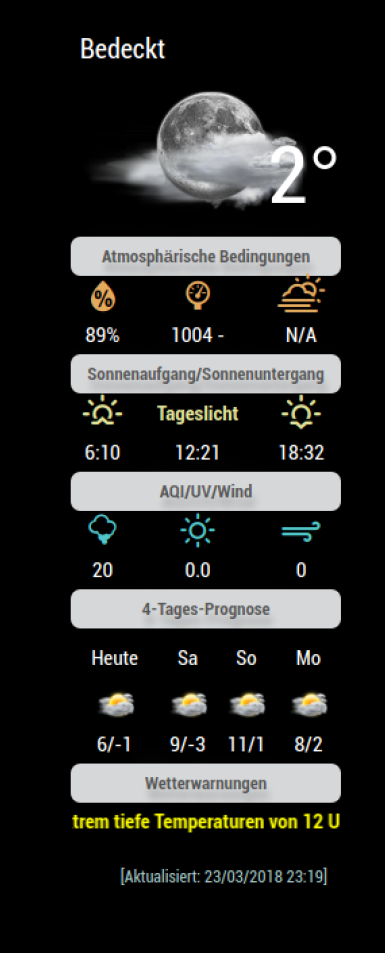 Bedeckt
2°
Atmosphärische Bedingungen
%
89% 1004 - N/A
Sonnenaufgang/Sonnenuntergang
Tageslicht
6:10 12:21 18:32
AQI/UV/Wind
20 0.0 0
4-Tages-Prognose
Heute Sa So Mo
6/-1 9/-3 11/1 8/2
Wetterwarnungen
trem tiefe Temperaturen von 12 U
[Aktualisiert: 23/03/2018 23:19]